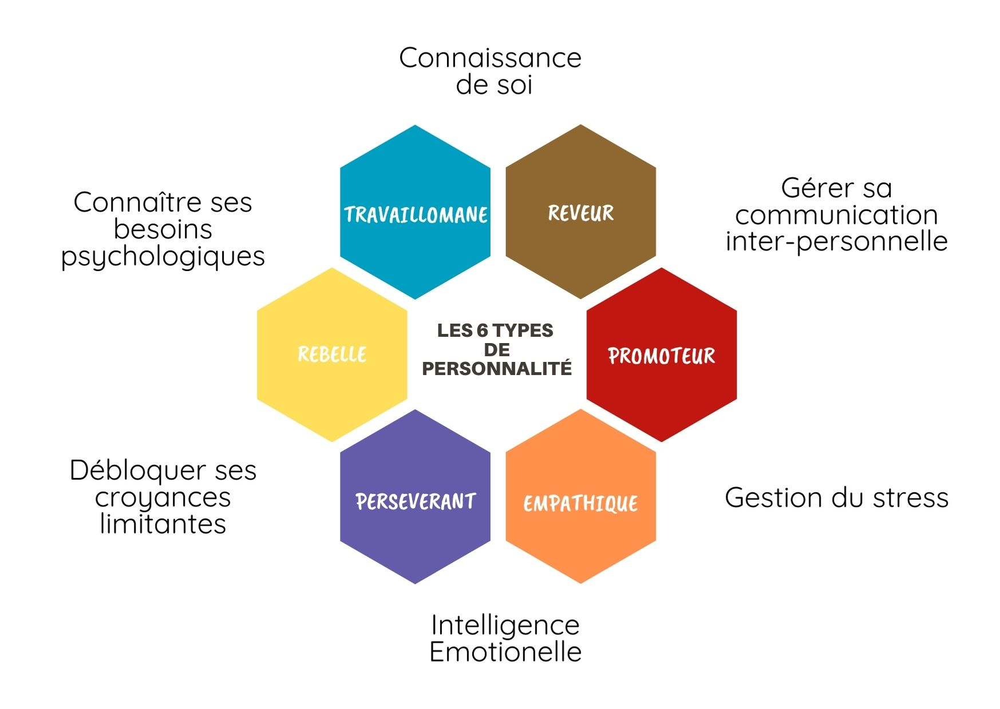 Connaissance
de soi
Connaître ses
besoins
psychologiques
TRAVAILLOMANE
REVEUR
Gérer sa
communication
inter-personnelle
REBELLE
LES 6 TYPES
DE
PERSONNALITÉ
PROMOTEUR
Débloquer ses
croyances
limitantes
PERSEVERANT
EMPATHIQUE
Gestion du stress
Intelligence
Emotionelle